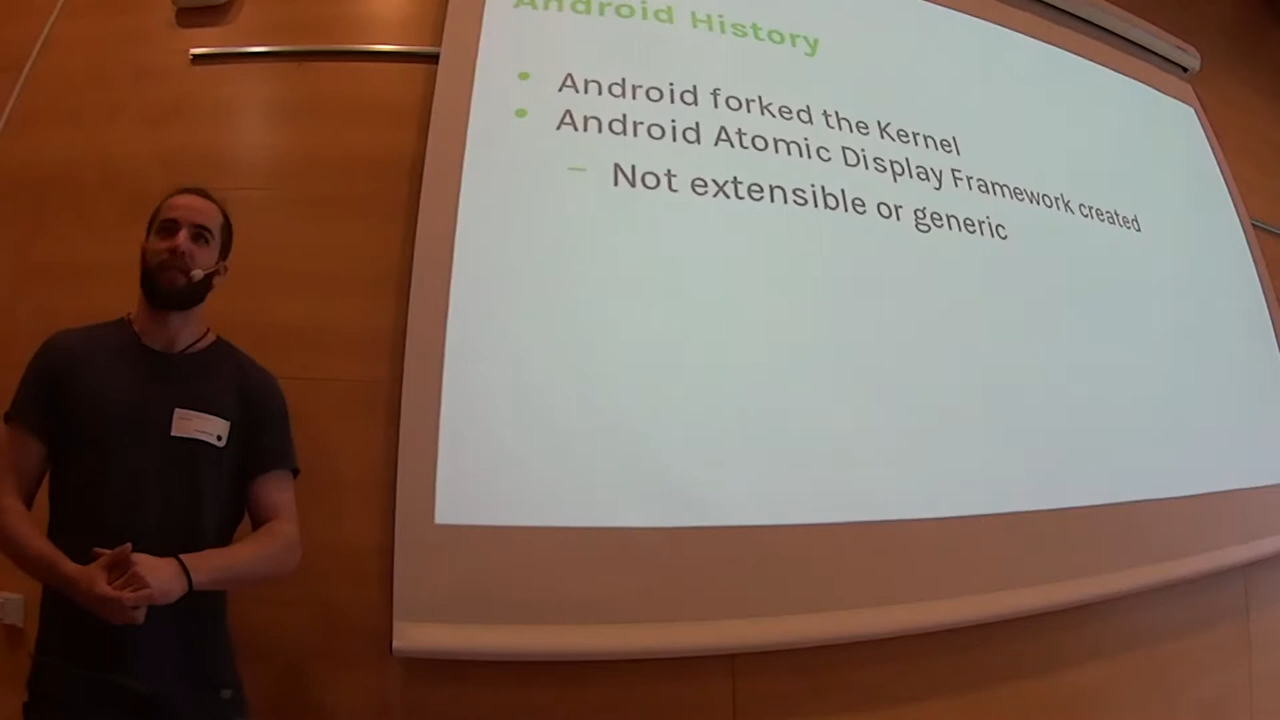 Android History
• Android forked the Kernel
• Android Atomic Display Framework created
– Not extensible or generic